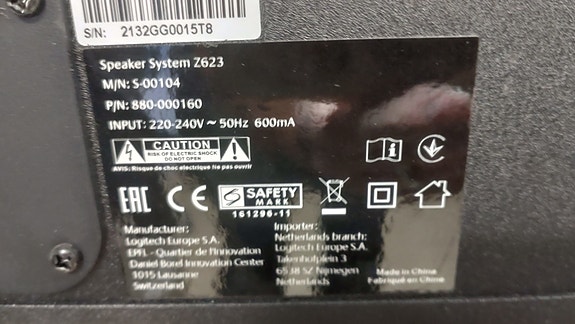 S/N: 2132GG0015T8
Speaker System Z623
M/N: S-00104
P/N: 880-000160
INPUT: 220-240V ~ 50Hz 600mA
CAUTION
RISK OF ELECTRIC SHOCK
DO NOT OPEN
AVIS: Risque de choc electrique Ne pas ouvrir
EAC CE SAFETY
MARK
161296-11
Manufacturer:
Logitech Europe S.A.
EPFL - Quartier de l'Innovation
Daniel Borel Innovation Center
1015 Lausanne
Switzerland
Importer:
Netherlands branch:
Logitech Europe S.A.
Takenhofplein 3
6538 SZ Nijmegen
Netherlands
Made in China
Fabriqué en Chine